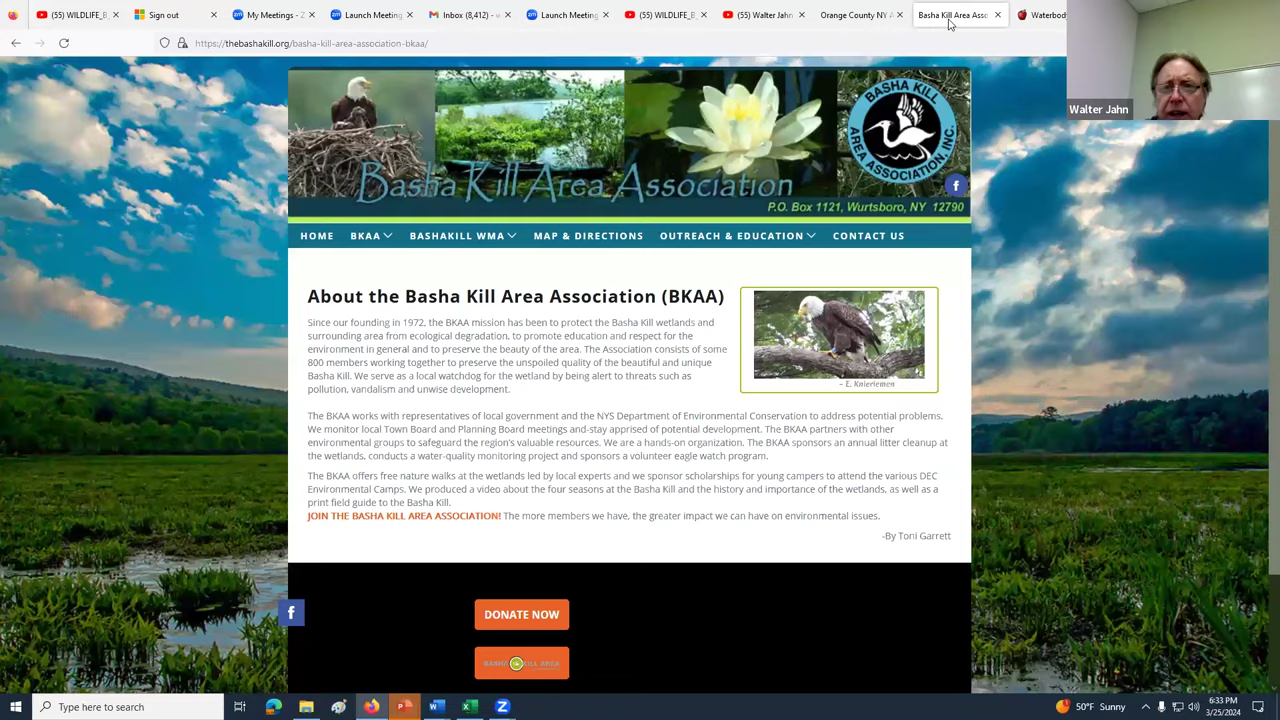 (55) WILDLIFE_B
Sign out
My Meetings - Z
Launch Meeting
Inbox (8,412) - w
Launch Meeting
(55) WILDLIFE_B
(55) Walter Jahn
Orange County NY A
Basha Kill Area Asso
Waterbody
https://thebashakill.org/basha-kill-area-association-bkaa/
Walter Jahn
BASHA KILL AREA ASSOCIATION, INC.
Basha Kill Area Association
P.O. Box 1121, Wurtsboro, NY 12790
HOME BKAA BASHAKILL WMA MAP & DIRECTIONS OUTREACH & EDUCATION CONTACT US
About the Basha Kill Area Association (BKAA)
Since our founding in 1972, the BKAA mission has been to protect the Basha Kill wetlands and
surrounding area from ecological degradation, to promote education and respect for the
environment in general and to preserve the beauty of the area. The Association consists of some
800 members working together to preserve the unspoiled quality of the beautiful and unique
Basha Kill. We serve as a local watchdog for the wetland by being alert to threats such as
pollution, vandalism and unwise development.
– E. Knieriemen
The BKAA works with representatives of local government and the NYS Department of Environmental Conservation to address potential problems.
We monitor local Town Board and Planning Board meetings and-stay apprised of potential development. The BKAA partners with other
environmental groups to safeguard the region's valuable resources. We are a hands-on organization. The BKAA sponsors an annual litter cleanup at
the wetlands, conducts a water-quality monitoring project and sponsors a volunteer eagle watch program.
The BKAA offers free nature walks at the wetlands led by local experts and we sponsor scholarships for young campers to attend the various DEC
Environmental Camps. We produced a video about the four seasons at the Basha Kill and the history and importance of the wetlands, as well as a
print field guide to the Basha Kill.
JOIN THE BASHA KILL AREA ASSOCIATION! The more members we have, the greater impact we can have on environmental issues.
-By Toni Garrett
DONATE NOW
BASHA KILL AREA
Type here to search
50°F Sunny
6:33 PM
3/25/2024